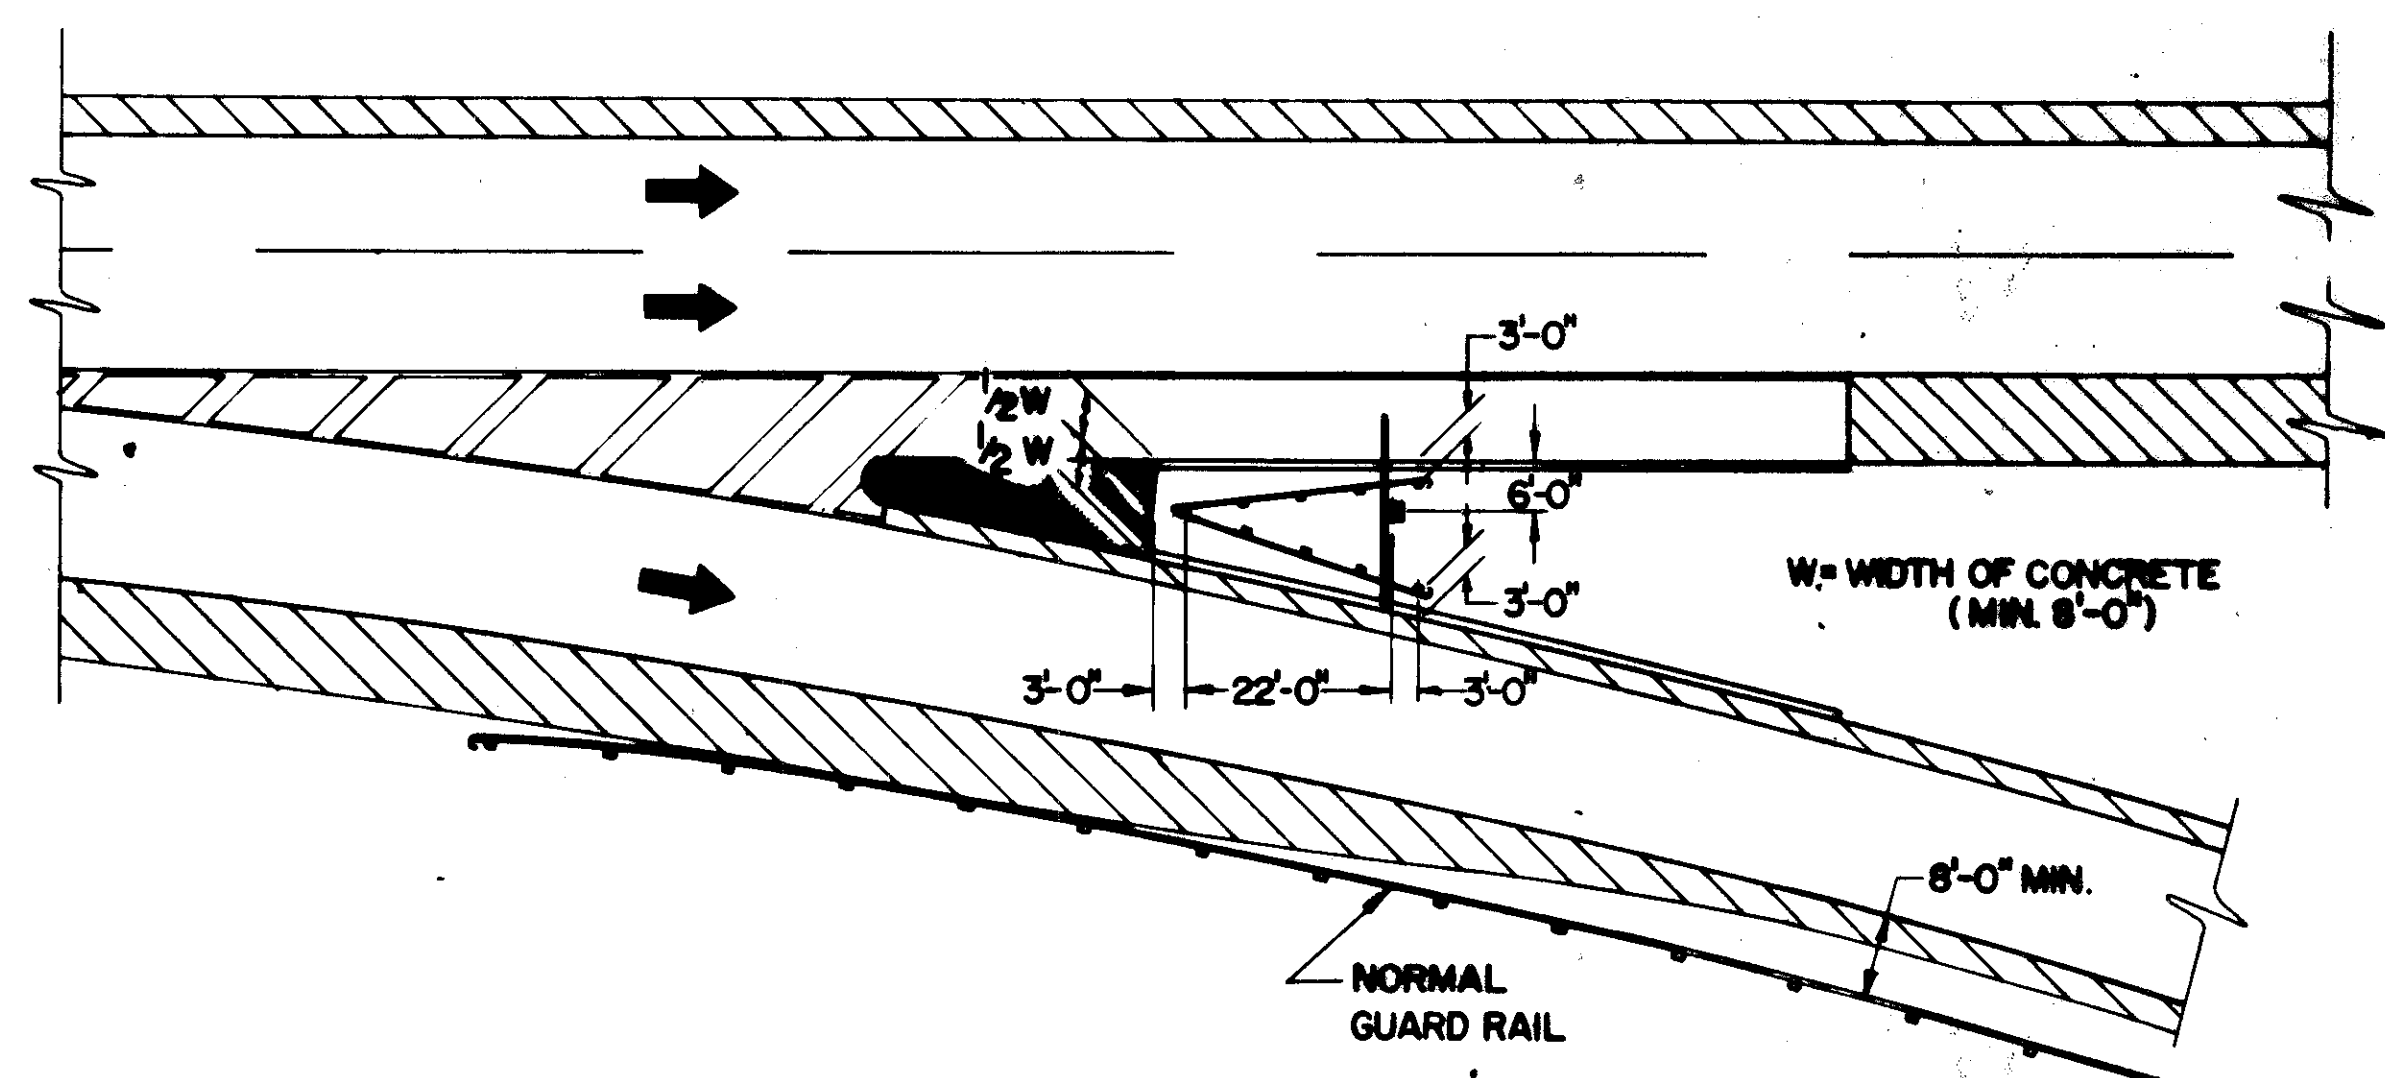 3'-0"
1/2 W
1/2 W
6'-0"
W = WIDTH OF CONCRETE
(MIN. 8'-0")
3'-0"
3'-0" 22'-0" 3'-0"
8'-0" MIN.
NORMAL
GUARD RAIL